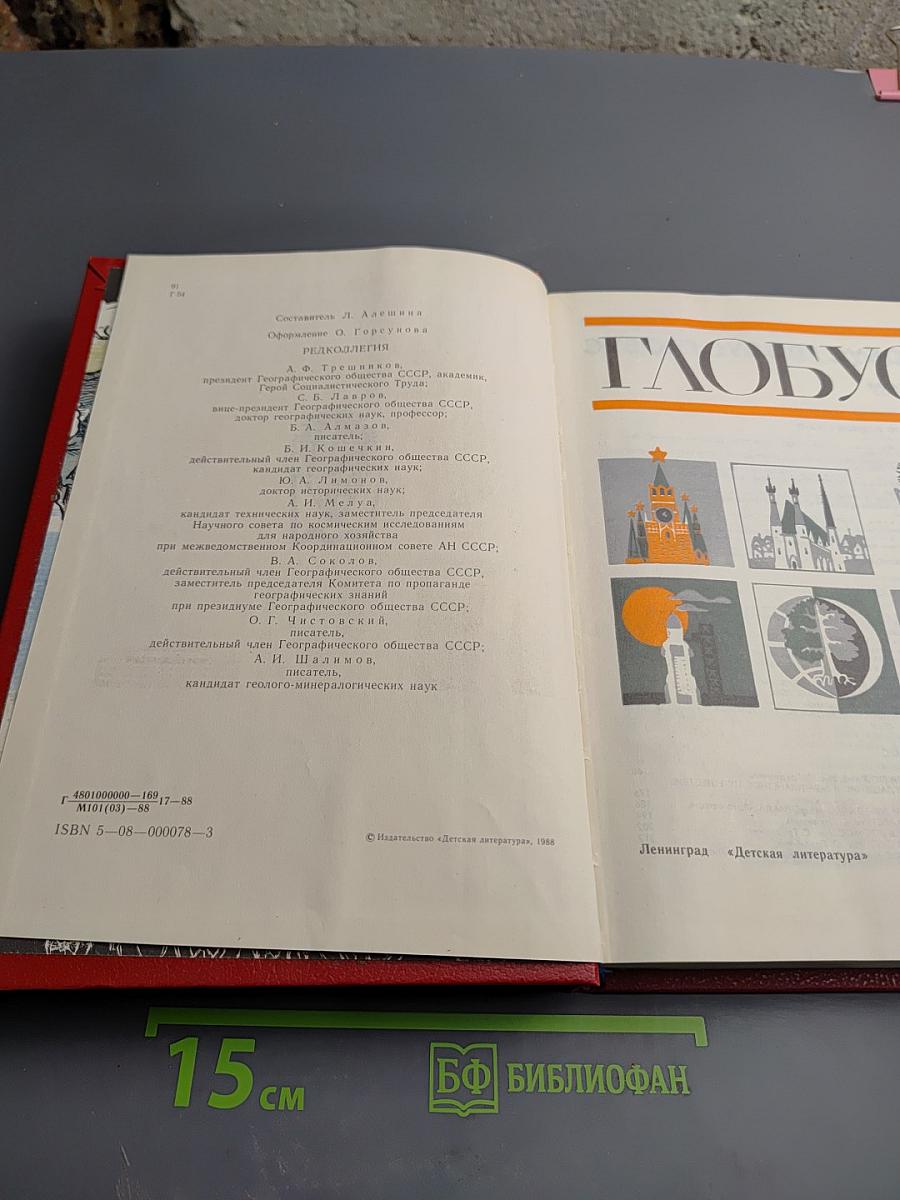 91
Г 54
Составитель Л. Алешина
Оформление О. Горсунова
РЕДКОЛЛЕГИЯ
А. Ф. Трешников,
президент Географического общества СССР, академик,
Герой Социалистического Труда;
С. Б. Лавров,
вице-президент Географического общества СССР,
доктор географических наук, профессор;
Б. А. Алмазов,
писатель;
Б. И. Кошечкин,
действительный член Географического общества СССР,
кандидат географических наук;
Ю. А. Лимонов,
доктор исторических наук;
А. И. Мелуа,
кандидат технических наук, заместитель председателя
Научного совета по космическим исследованиям
для народного хозяйства
при межведомственном Координационном совете АН СССР;
В. А. Соколов,
действительный член Географического общества СССР,
заместитель председателя Комитета по пропаганде
географических знаний
при президиуме Географического общества СССР;
О. Г. Чистовский,
писатель,
действительный член Географического общества СССР;
А. И. Шалимов,
писатель,
кандидат геолого-минералогических наук
Г 4801000000—169 17—88
М101(03)—88
ISBN 5—08—000078—3
© Издательство «Детская литература», 1988
ГЛОБУС
Ленинград «Детская литература»
15 см
БФ БИБЛИОФАН